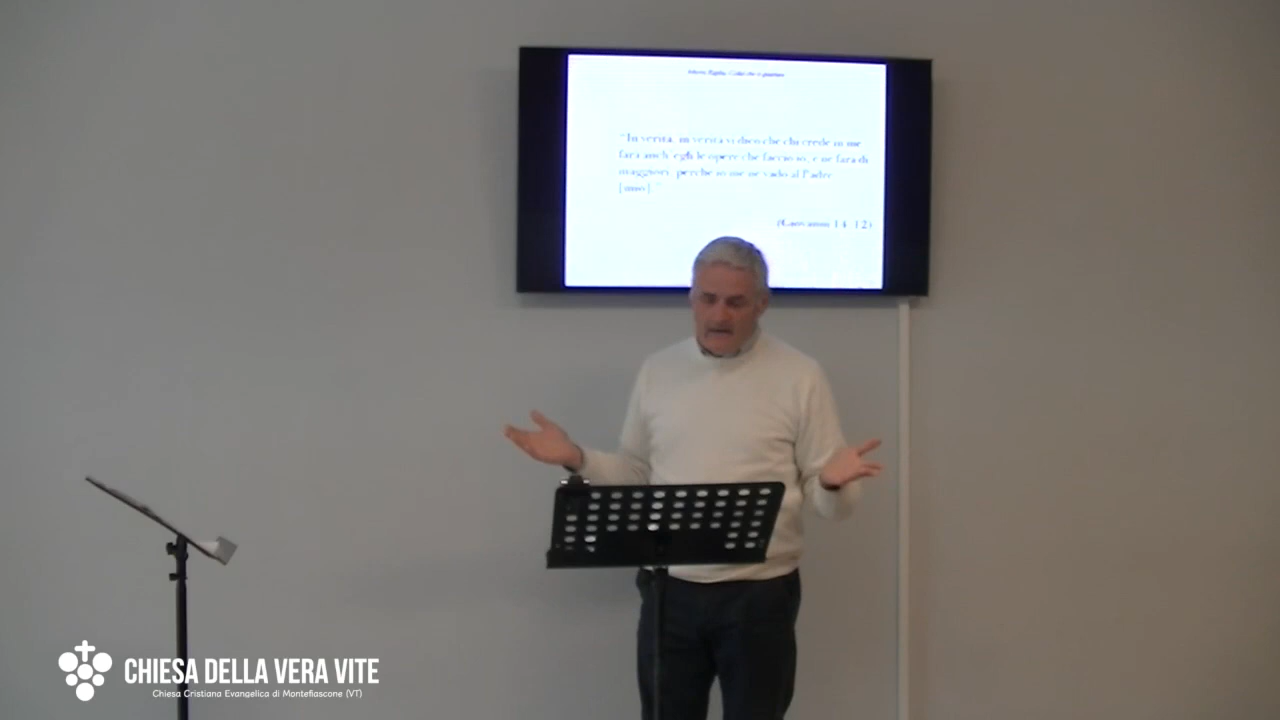 “In verità, in verità vi dico che chi crede in me
farà anch'egli le opere che faccio io; e ne farà di
maggiori, perché io me ne vado al Padre
[mio].”
(Giovanni 14:12)
CHIESA DELLA VERA VITE
Chiesa Cristiana Evangelica di Montefiascone (VT)